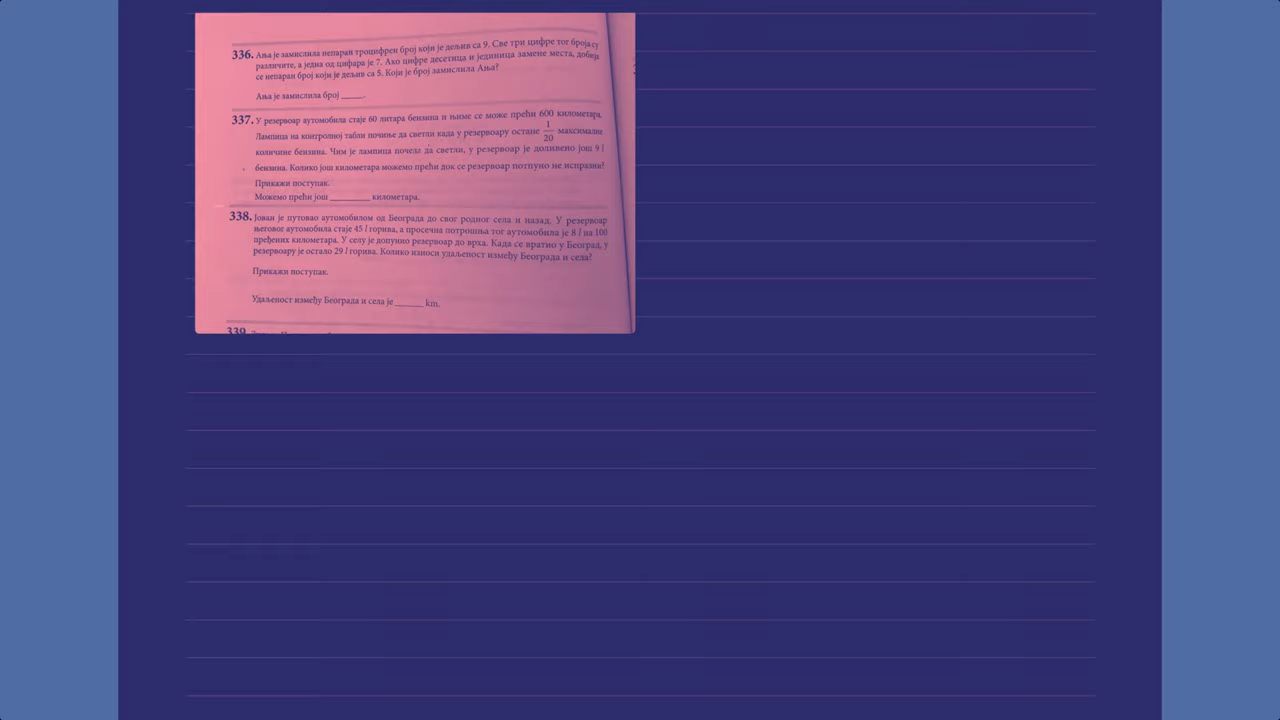 336. Ања је замислила непаран троцифрен број који је дељив са 9. Све три цифре тог броја су
различите, а једна од цифара је 7. Ако цифре десетица и јединица замене места, добија
се непаран број који је дељив са 5. Који је број замислила Ања?
Ања је замислила број _____.
337. У резервоар аутомобила стаје 60 литара бензина и њиме се може прећи 600 километара.
Лампица на контролној табли почиње да светли када у резервоару остане 1/20 максималне
количине бензина. Чим је лампица почела да светли, у резервоар је доливено још 9 l
бензина. Колико још километара можемо прећи док се резервоар потпуно не испразни?
Прикажи поступак.
Можемо прећи још ________ километара.
338. Јован је путовао аутомобилом од Београда до свог родног села и назад. У резервоар
његовог аутомобила стаје 45 l горива, а просечна потрошња тог аутомобила је 8 l на 100
пређених километара. У селу је допунио резервоар до врха. Када се вратио у Београд, у
резервоару је остало 29 l горива. Колико износи удаљеност између Београда и села?
Прикажи поступак.
Удаљеност између Београда и села је ______ km.
339.